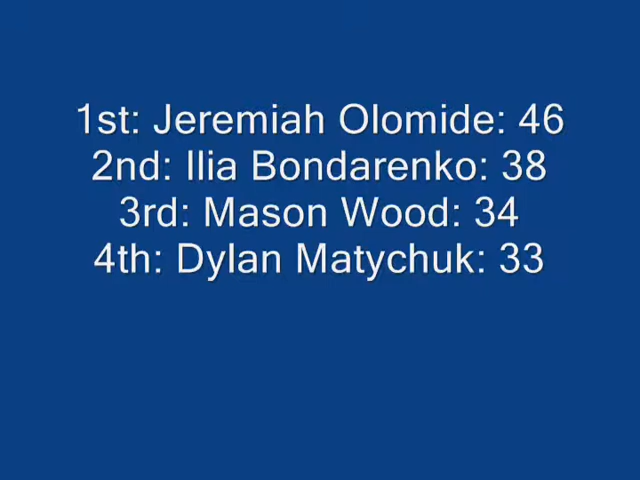 1st: Jeremiah Olomide: 46
2nd: Ilia Bondarenko: 38
3rd: Mason Wood: 34
4th: Dylan Matychuk: 33